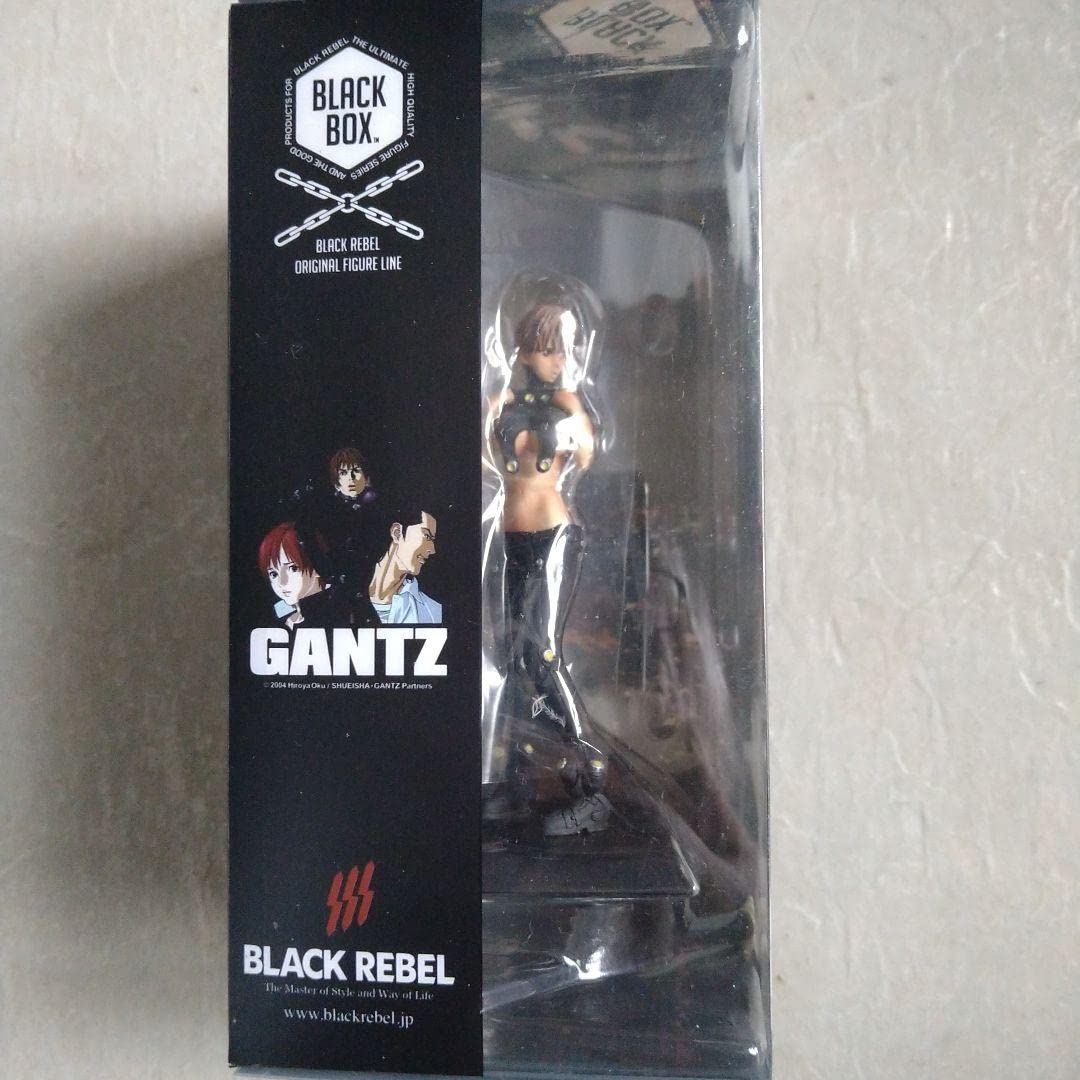 PRODUCTS FOR BLACK REBEL THE ULTIMATE HIGH QUALITY FIGURE SERIES AND THE GOOD
BLACK
BOX™
BLACK REBEL
ORIGINAL FIGURE LINE
GANTZ
© 2004 Hiroya Oku / SHUEISHA・GANTZ Partners
BLACK REBEL
The Master of Style and Way of Life
www.blackrebel.jp
BLACK
BOX